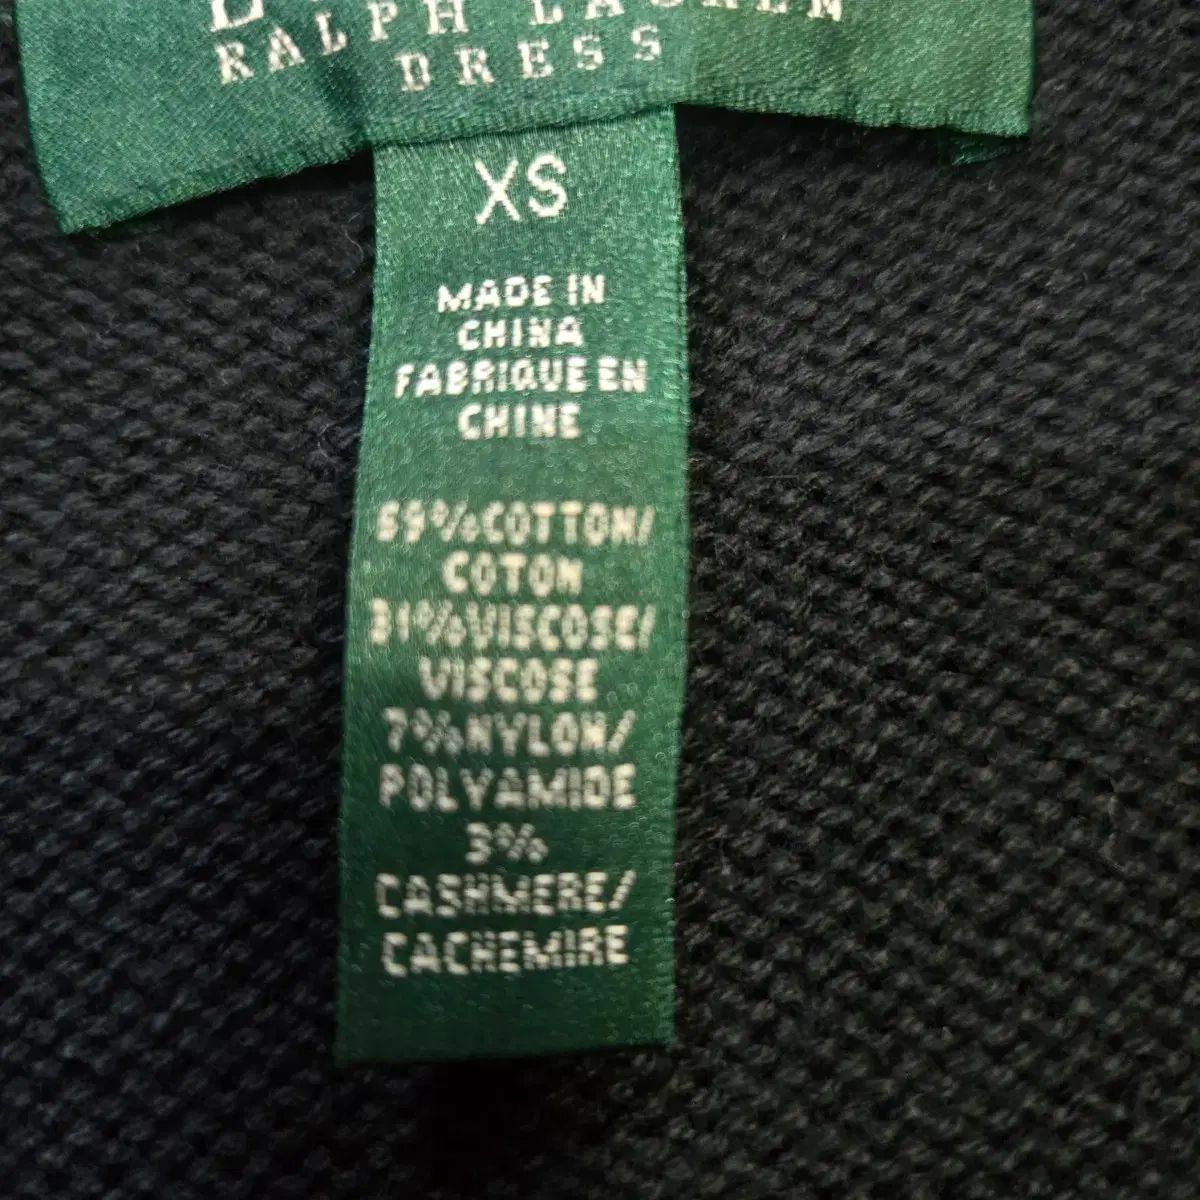 RALPH LAUREN
DRESS
XS
MADE IN
CHINA
FABRIQUE EN
CHINE
59%COTTON/
COTON
31%VISCOSE/
VISCOSE
7%NYLON/
POLYAMIDE
3%
CASHMERE/
CACHEMIRE